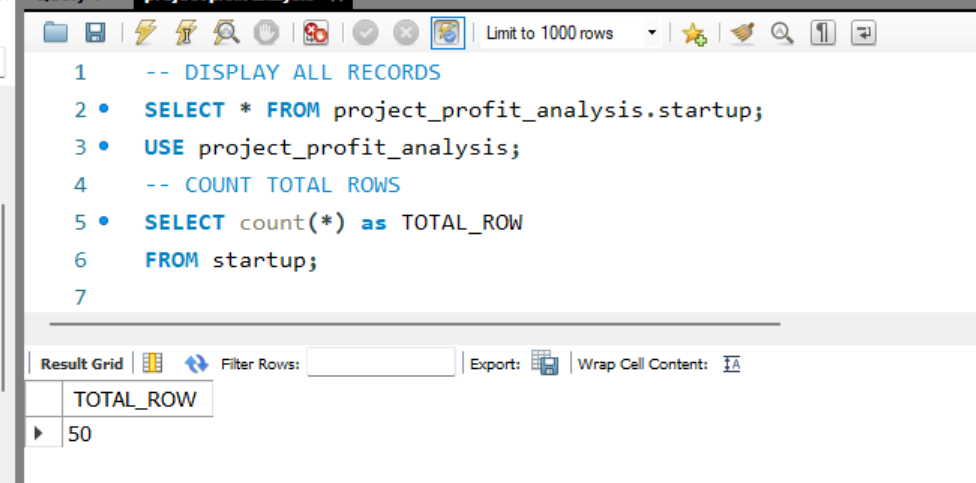 Limit to 1000 rows
1 -- DISPLAY ALL RECORDS
2 SELECT * FROM project_profit_analysis.startup;
3 USE project_profit_analysis;
4 -- COUNT TOTAL ROWS
5 SELECT count(*) as TOTAL_ROW
6 FROM startup;
7
Result Grid Filter Rows: Export: Wrap Cell Content: IA
TOTAL_ROW
50